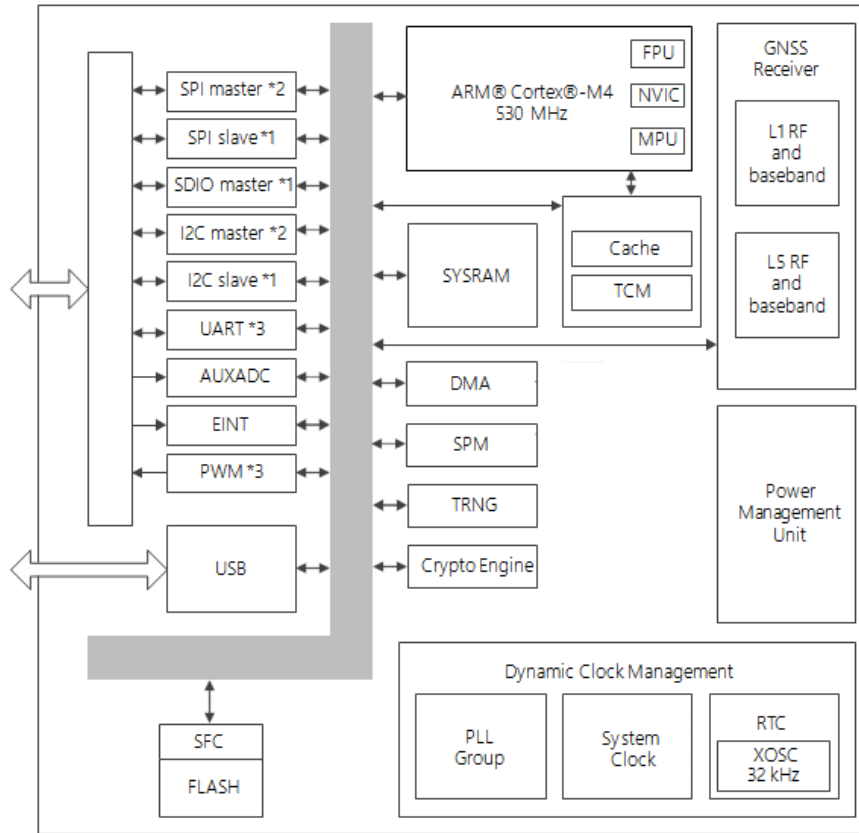 SPI master *2
SPI slave *1
SDIO master *1
I2C master *2
I2C slave *1
UART *3
AUXADC
EINT
PWM *3
USB
SFC
FLASH
ARM® Cortex®-M4
530 MHz
FPU
NVIC
MPU
SYSRAM
Cache
TCM
DMA
SPM
TRNG
Crypto Engine
GNSS
Receiver
L1 RF
and
baseband
L5 RF
and
baseband
Power
Management
Unit
Dynamic Clock Management
PLL
Group
System
Clock
RTC
XOSC
32 kHz